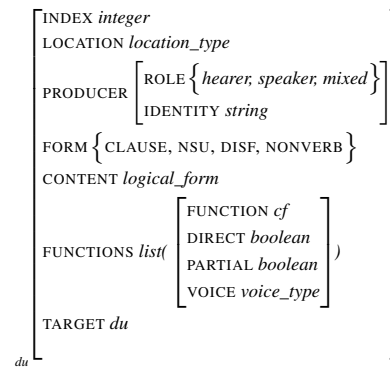 INDEX integer
LOCATION location_type
PRODUCER [ROLE {hearer, speaker, mixed}
IDENTITY string]
FORM {CLAUSE, NSU, DISF, NONVERB}
CONTENT logical_form
FUNCTIONS list( [FUNCTION cf
DIRECT boolean
PARTIAL boolean
VOICE voice_type] )
TARGET du
du